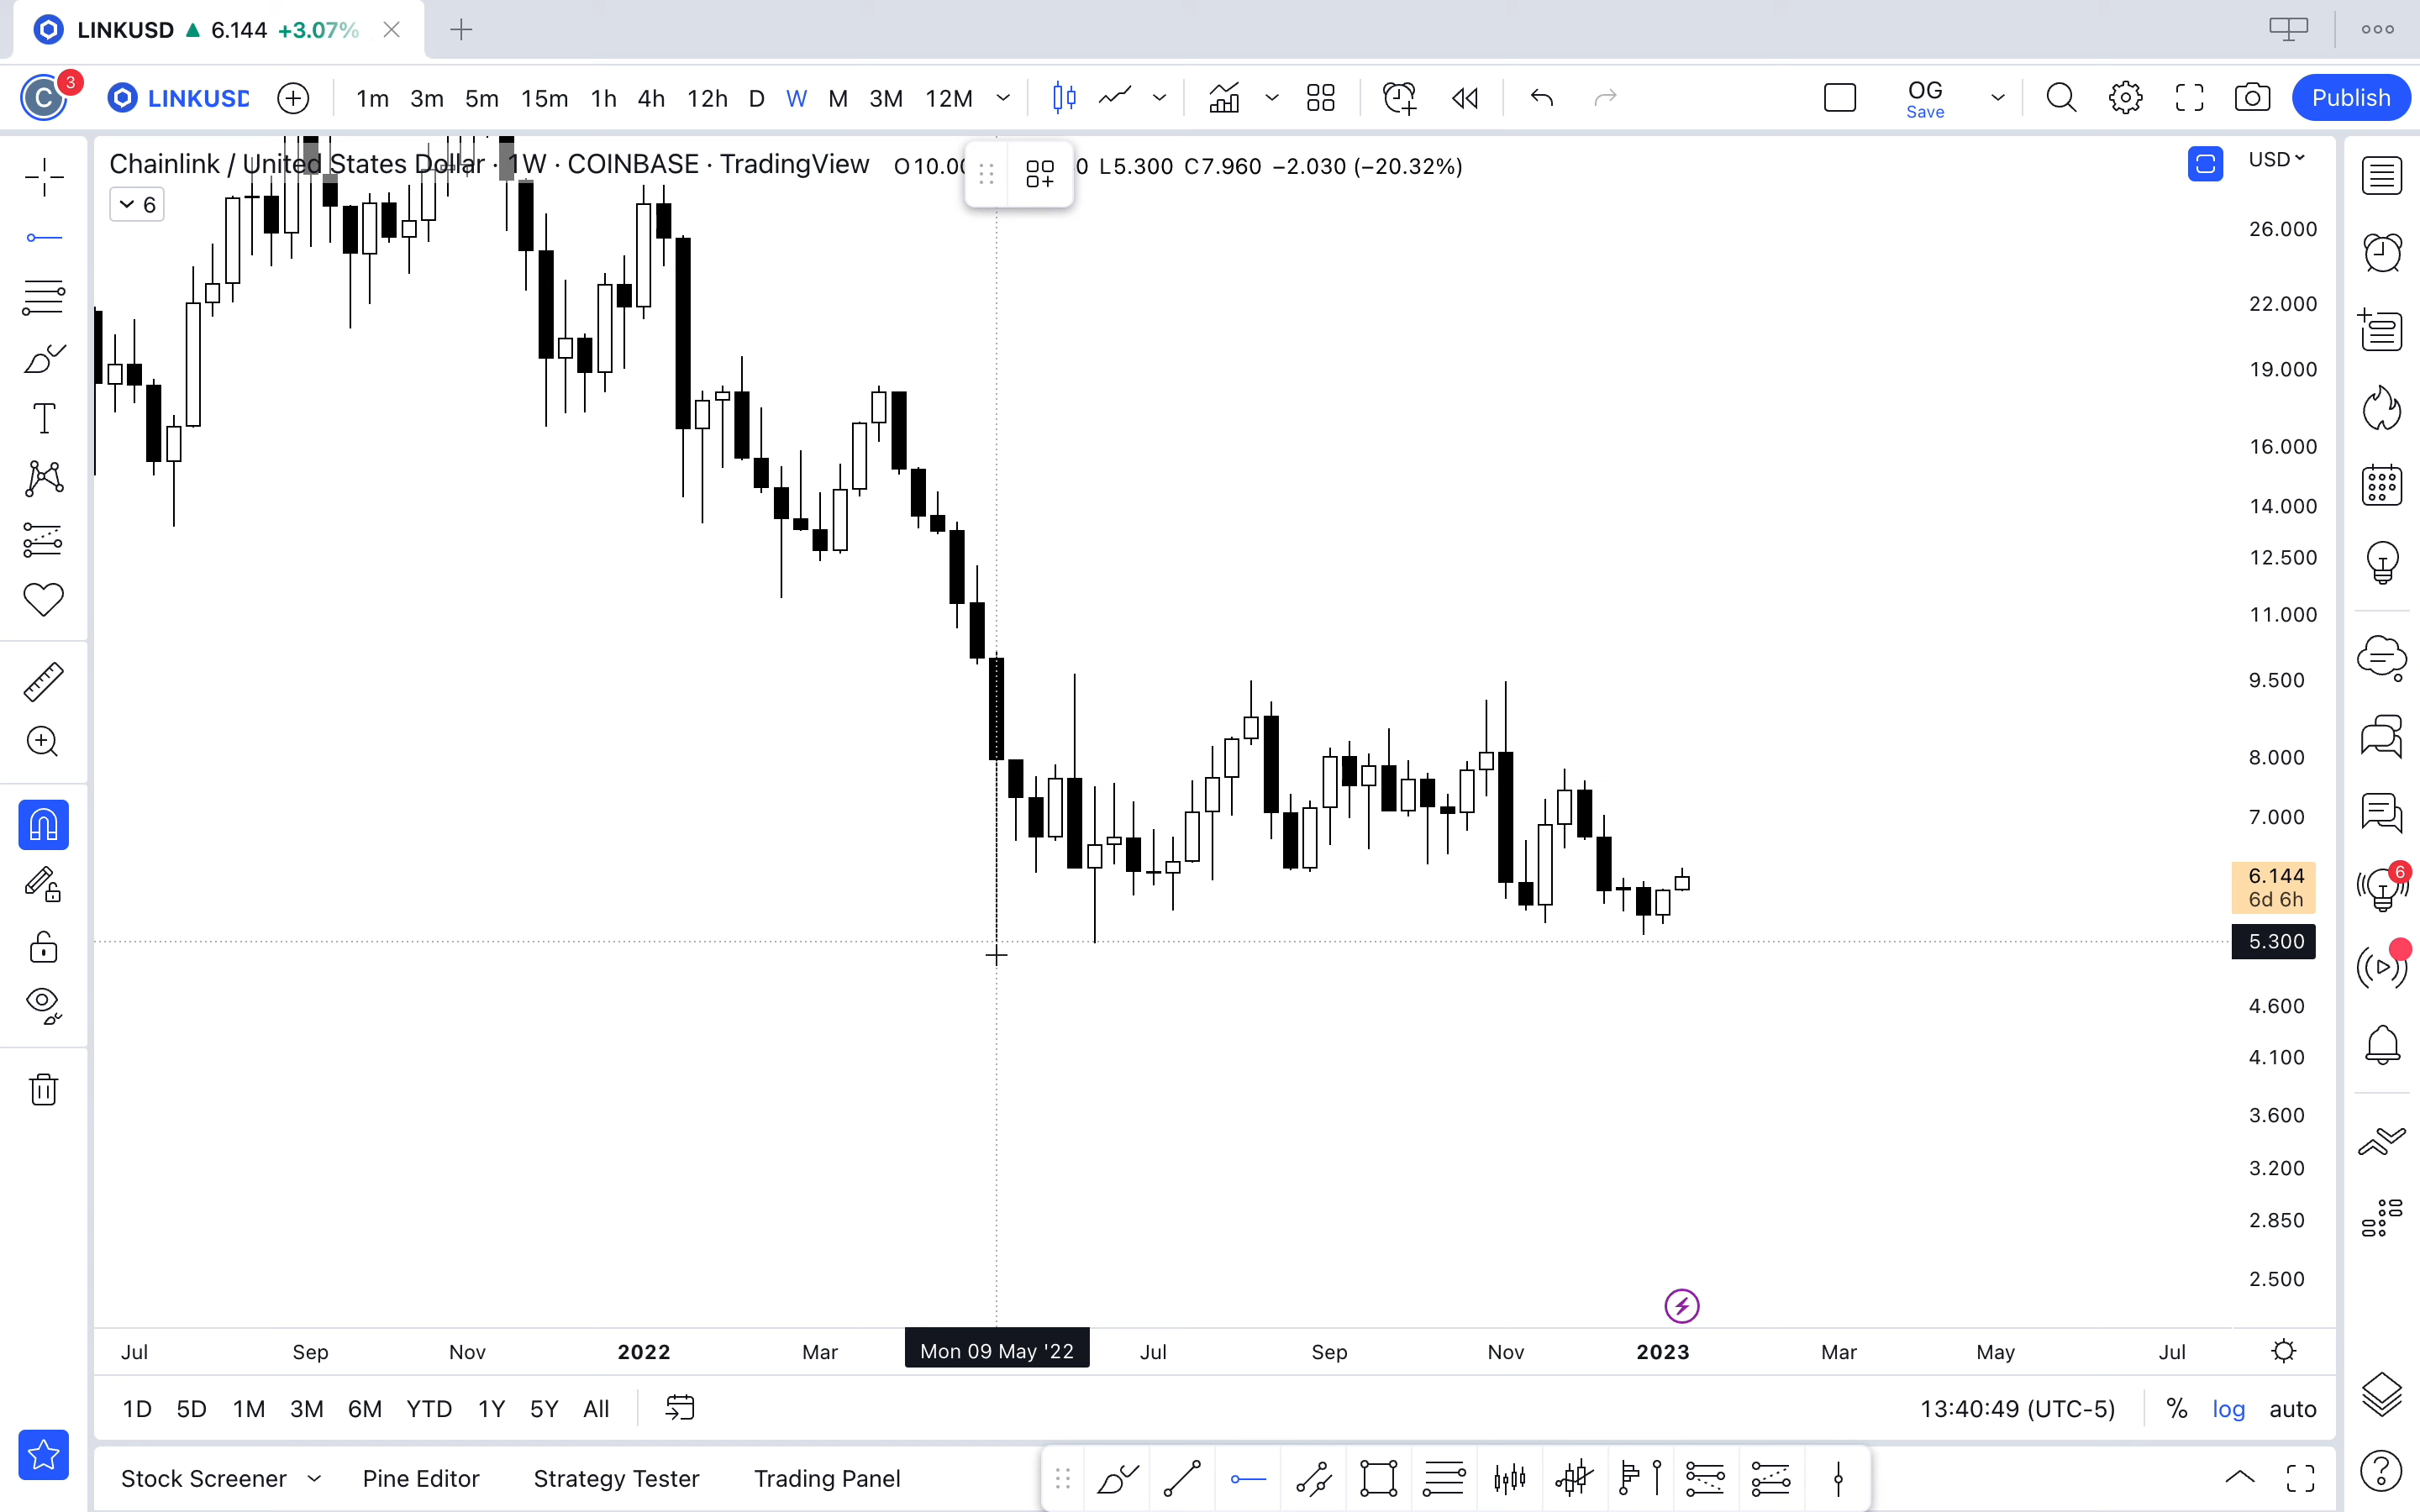 LINKUSD ▲ 6.144 +3.07%
C 3 LINKUSD 1m 3m 5m 15m 1h 4h 12h D W M 3M 12M OG Save Publish
Chainlink / United States Dollar · 1W · COINBASE · TradingView O10.00 0 L5.300 C7.960 −2.030 (−20.32%) USD
6
26.000
22.000
19.000
16.000
14.000
12.500
11.000
9.500
8.000
7.000
6.144
6d 6h
5.300
4.600
4.100
3.600
3.200
2.850
2.500
6
Jul Sep Nov 2022 Mar Mon 09 May '22 Jul Sep Nov 2023 Mar May Jul
1D 5D 1M 3M 6M YTD 1Y 5Y All 13:40:49 (UTC-5) % log auto
Stock Screener Pine Editor Strategy Tester Trading Panel